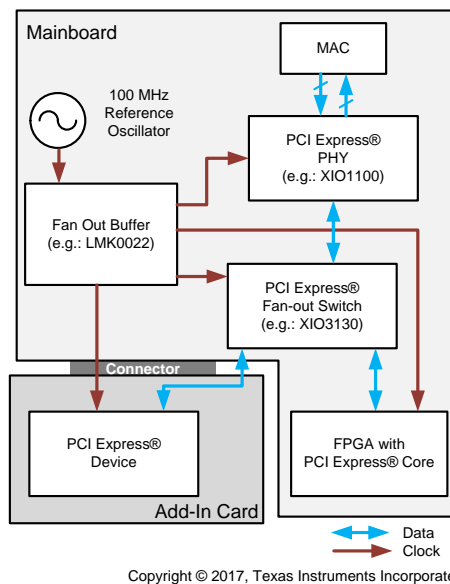 Mainboard
MAC
100 MHz
Reference
Oscillator
PCI Express®
PHY
(e.g.: XIO1100)
Fan Out Buffer
(e.g.: LMK0022)
PCI Express®
Fan-out Switch
(e.g.: XIO3130)
Connector
PCI Express®
Device
FPGA with
PCI Express® Core
Add-In Card
Data
Clock
Copyright © 2017, Texas Instruments Incorporate